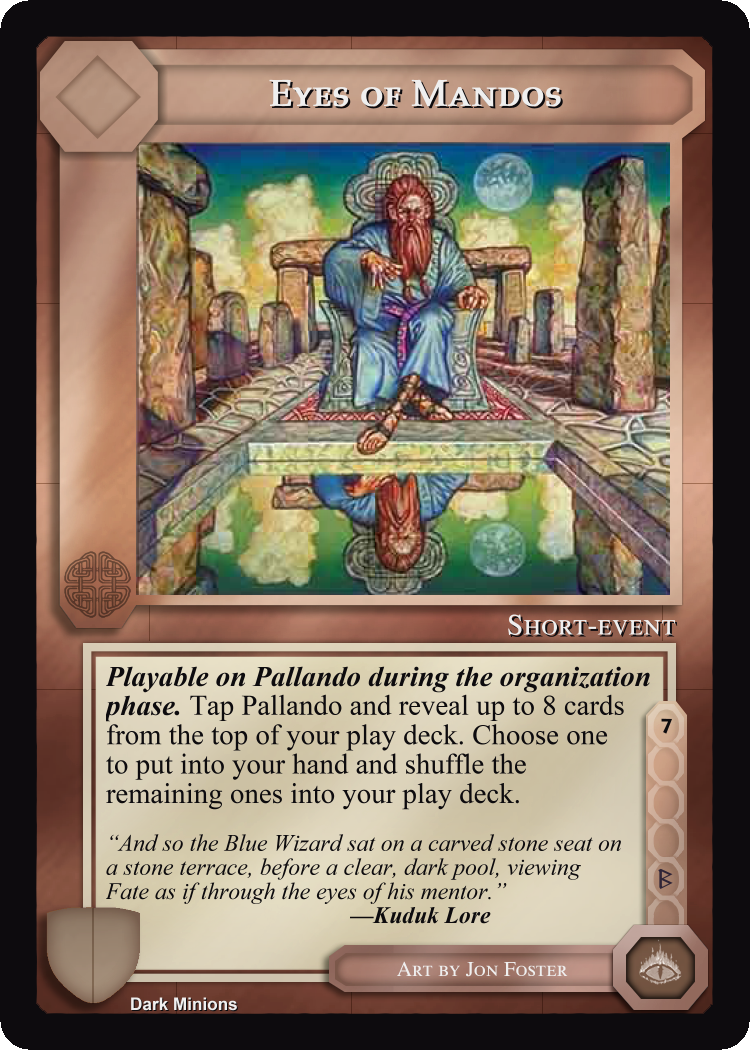 Eyes of Mandos
Short-event
Playable on Pallando during the organization
phase. Tap Pallando and reveal up to 8 cards
from the top of your play deck. Choose one
to put into your hand and shuffle the
remaining ones into your play deck.
7
“And so the Blue Wizard sat on a carved stone seat on
a stone terrace, before a clear, dark pool, viewing
Fate as if through the eyes of his mentor.”
—Kuduk Lore
Art by Jon Foster
Dark Minions